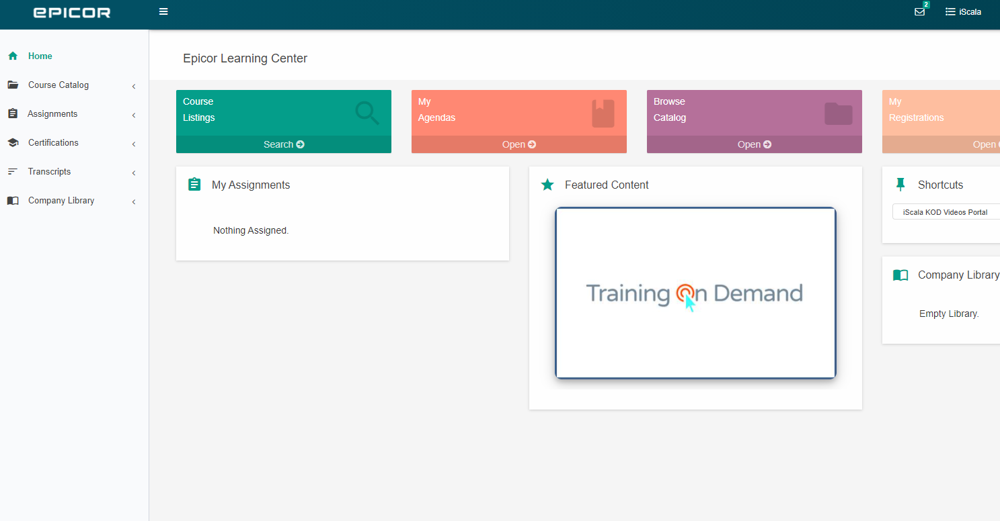 EPICOR
2
iScala
Home
Course Catalog
Assignments
Certifications
Transcripts
Company Library
Epicor Learning Center
Course
Listings
Search
My
Agendas
Open
Browse
Catalog
Open
My
Registrations
Open
My Assignments
Nothing Assigned.
Featured Content
Training On Demand
Shortcuts
iScala KOD Videos Portal
Company Library
Empty Library.